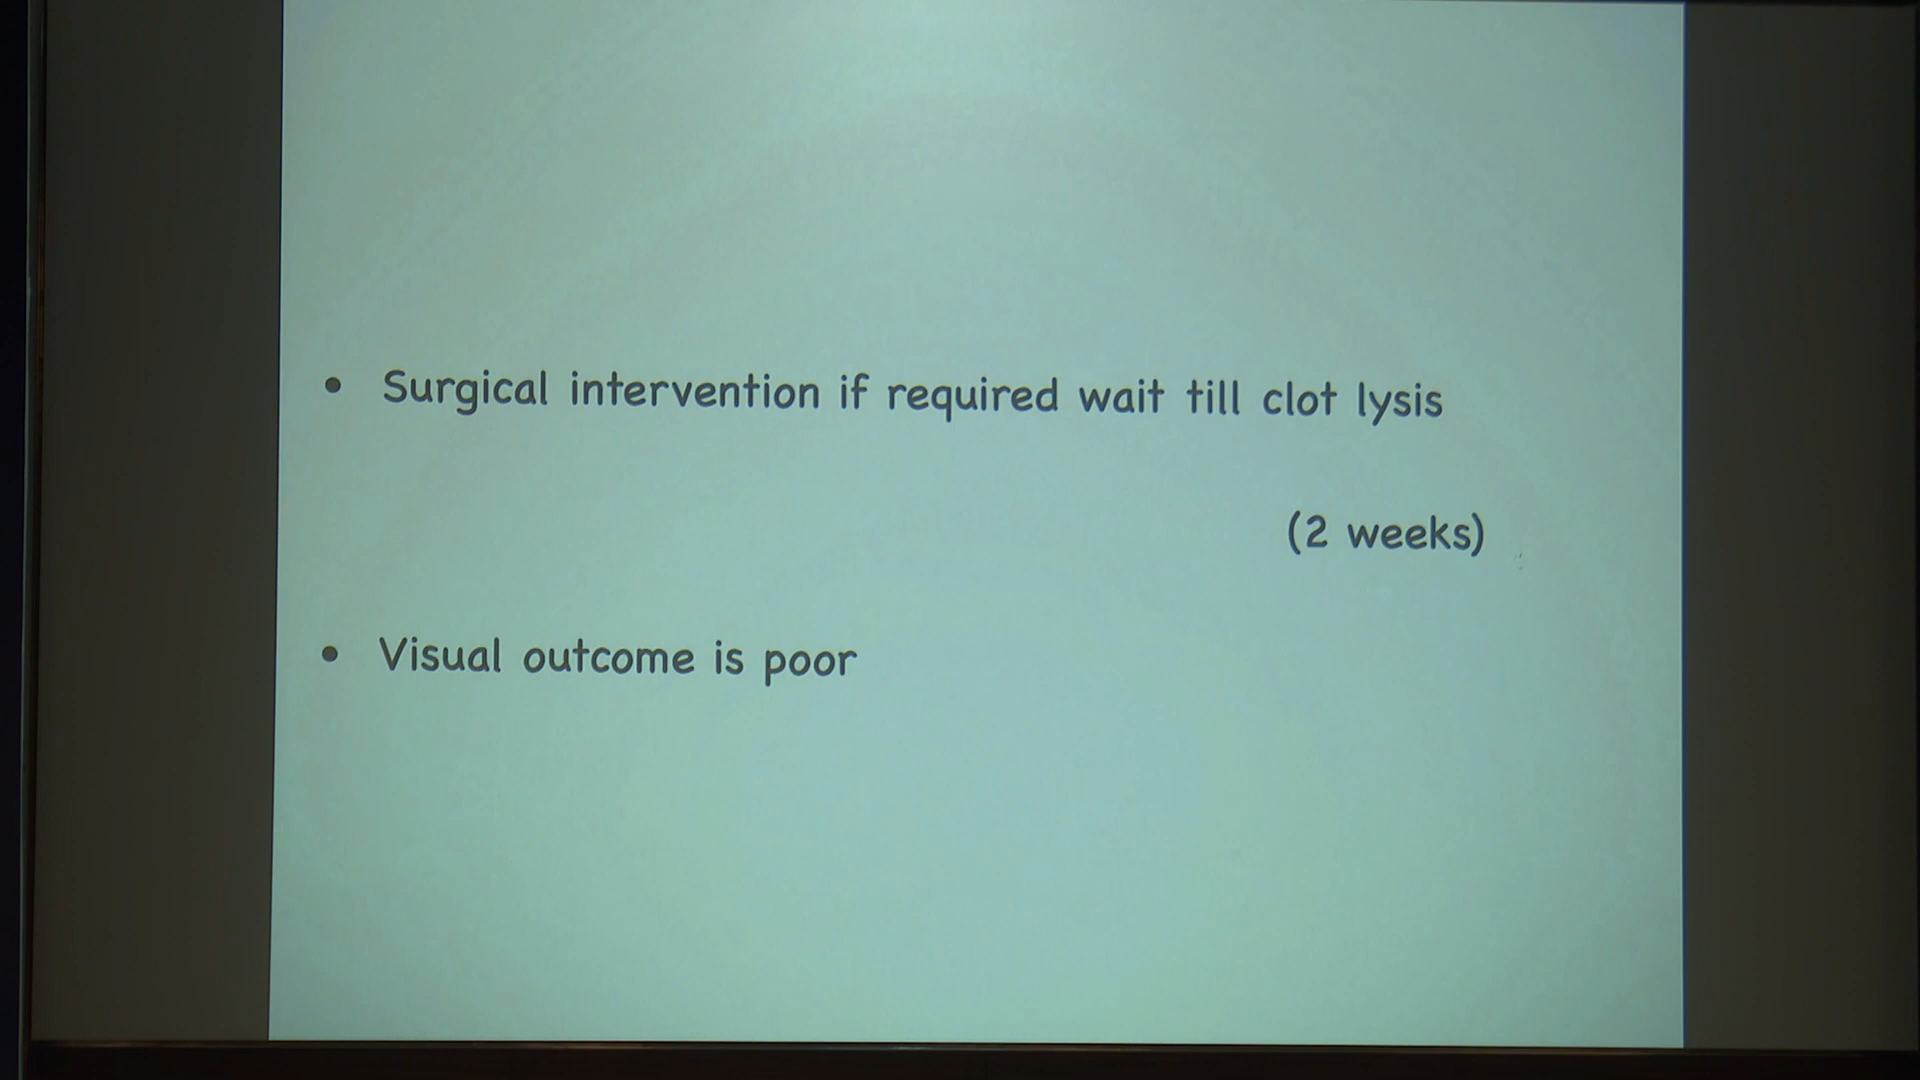 • Surgical intervention if required wait till clot lysis
(2 weeks)
• Visual outcome is poor